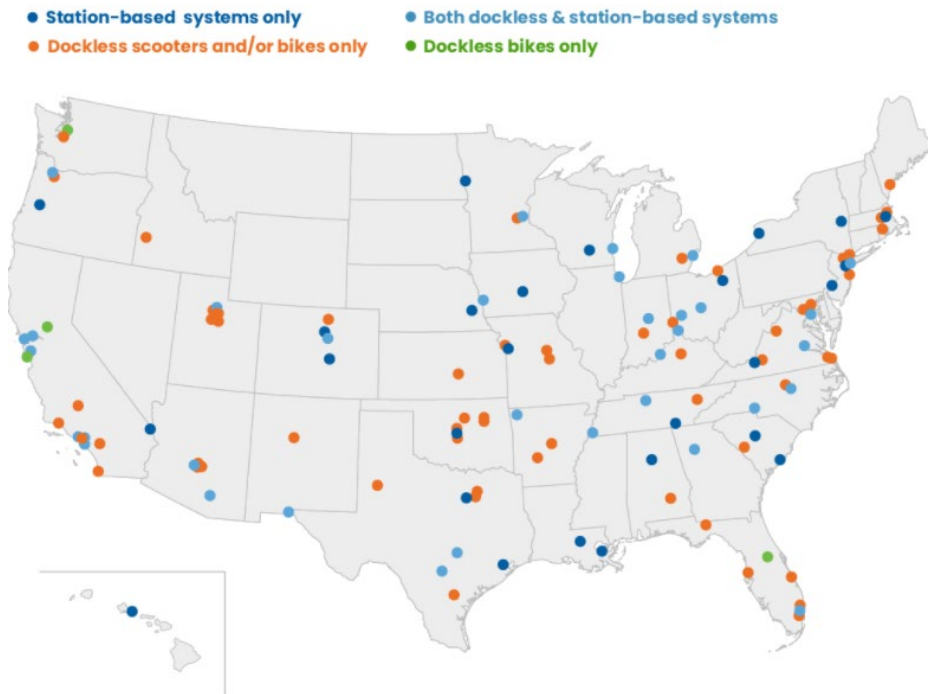 Station-based systems only
Both dockless & station-based systems
Dockless scooters and/or bikes only
Dockless bikes only